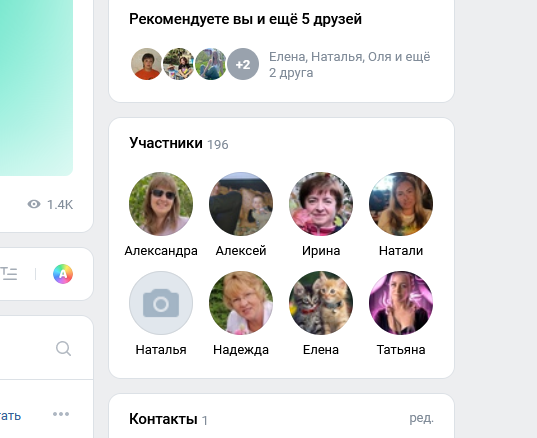 Рекомендуете вы и ещё 5 друзей
+2
Елена, Наталья, Оля и ещё
2 друга
Участники 196
Александра Алексей Ирина Натали
Наталья Надежда Елена Татьяна
Контакты 1 ред.
1.4K
A